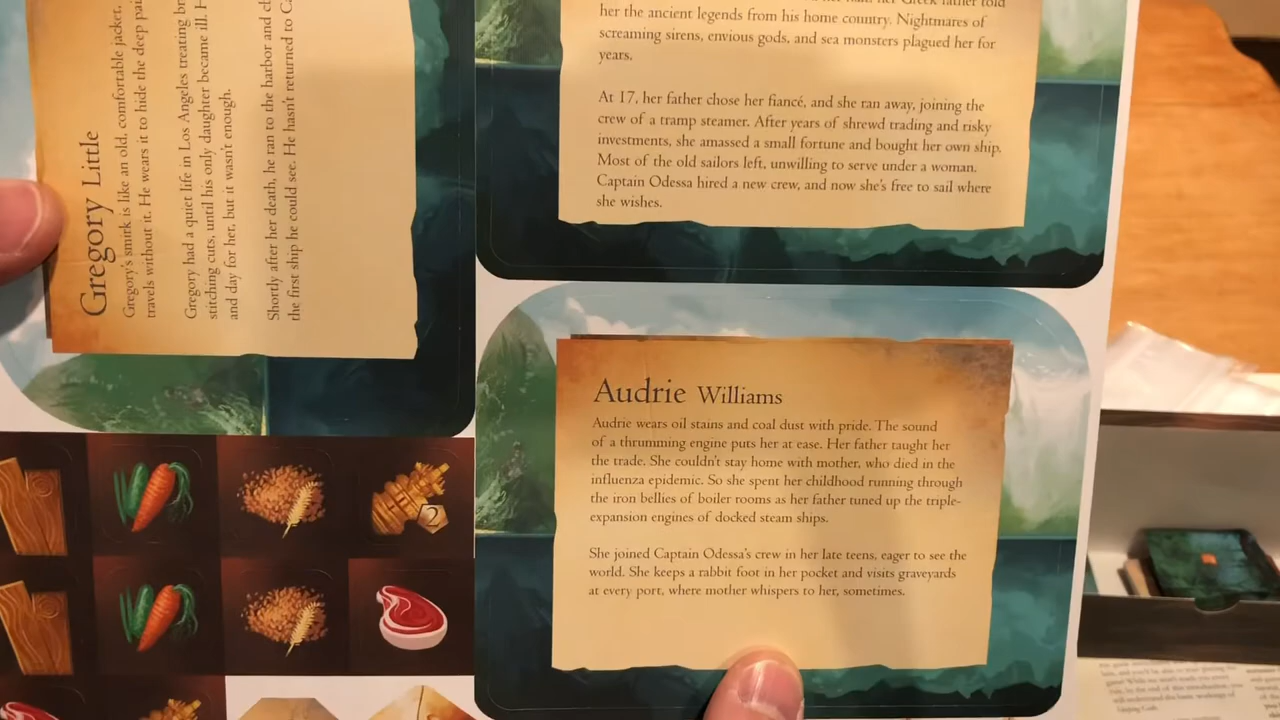 Gregory Little
Gregory's smirk is like an old, comfortable jacket,
travels without it. He wears it to hide the deep
Gregory had a quiet life in Los Angeles treating
stitching cuts, until his only daughter became ill.
and day for her, but it wasn't enough.
Shortly after her death, he ran to the harbor and
the first ship he could see. He hasn't returned to
her Greek father told
her the ancient legends from his home country. Nightmares of
screaming sirens, envious gods, and sea monsters plagued her for
years.
At 17, her father chose her fiancé, and she ran away, joining the
crew of a tramp steamer. After years of shrewd trading and risky
investments, she amassed a small fortune and bought her own ship.
Most of the old sailors left, unwilling to serve under a woman.
Captain Odessa hired a new crew, and now she's free to sail where
she wishes.
Audrie Williams
Audrie wears oil stains and coal dust with pride. The sound
of a thrumming engine puts her at ease. Her father taught her
the trade. She couldn't stay home with mother, who died in the
influenza epidemic. So she spent her childhood running through
the iron bellies of boiler rooms as her father tuned up the triple-
expansion engines of docked steam ships.
She joined Captain Odessa's crew in her late teens, eager to see the
world. She keeps a rabbit foot in her pocket and visits graveyards
at every port, where mother whispers to her, sometimes.
2